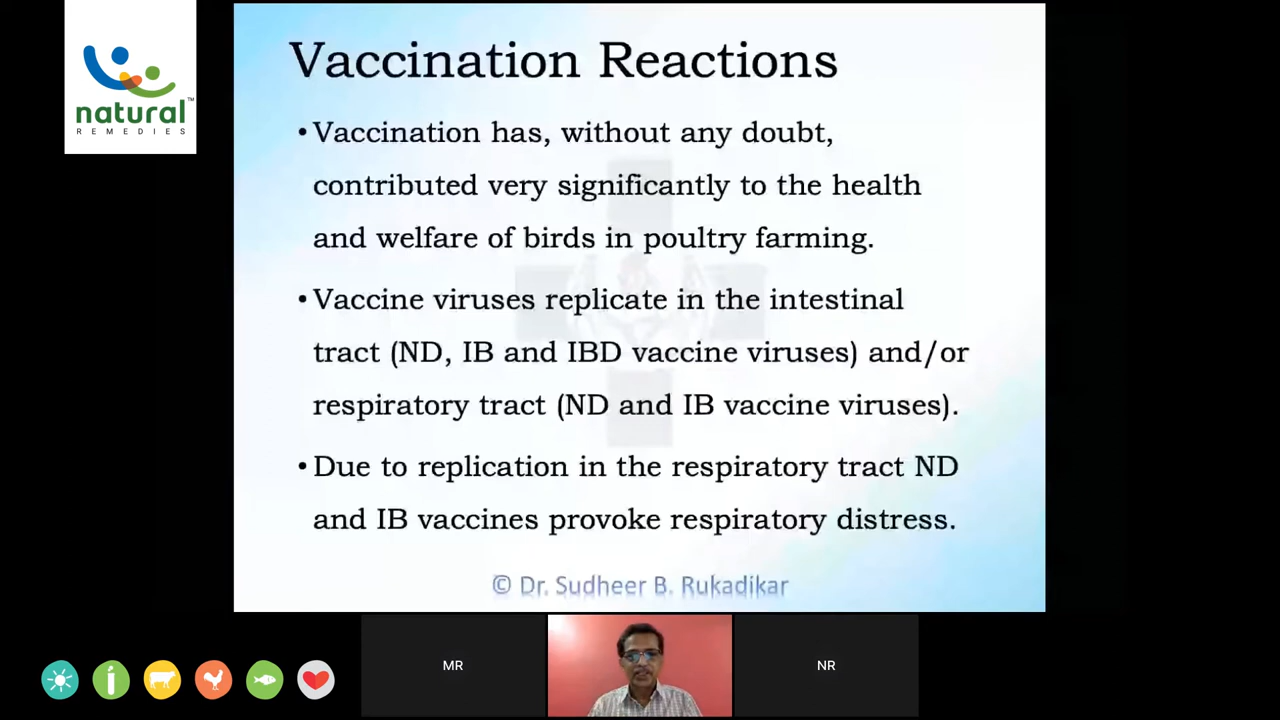 natural™
REMEDIES
Vaccination Reactions
• Vaccination has, without any doubt,
contributed very significantly to the health
and welfare of birds in poultry farming.
• Vaccine viruses replicate in the intestinal
tract (ND, IB and IBD vaccine viruses) and/or
respiratory tract (ND and IB vaccine viruses).
• Due to replication in the respiratory tract ND
and IB vaccines provoke respiratory distress.
© Dr. Sudheer B. Rukadikar
MR
NR